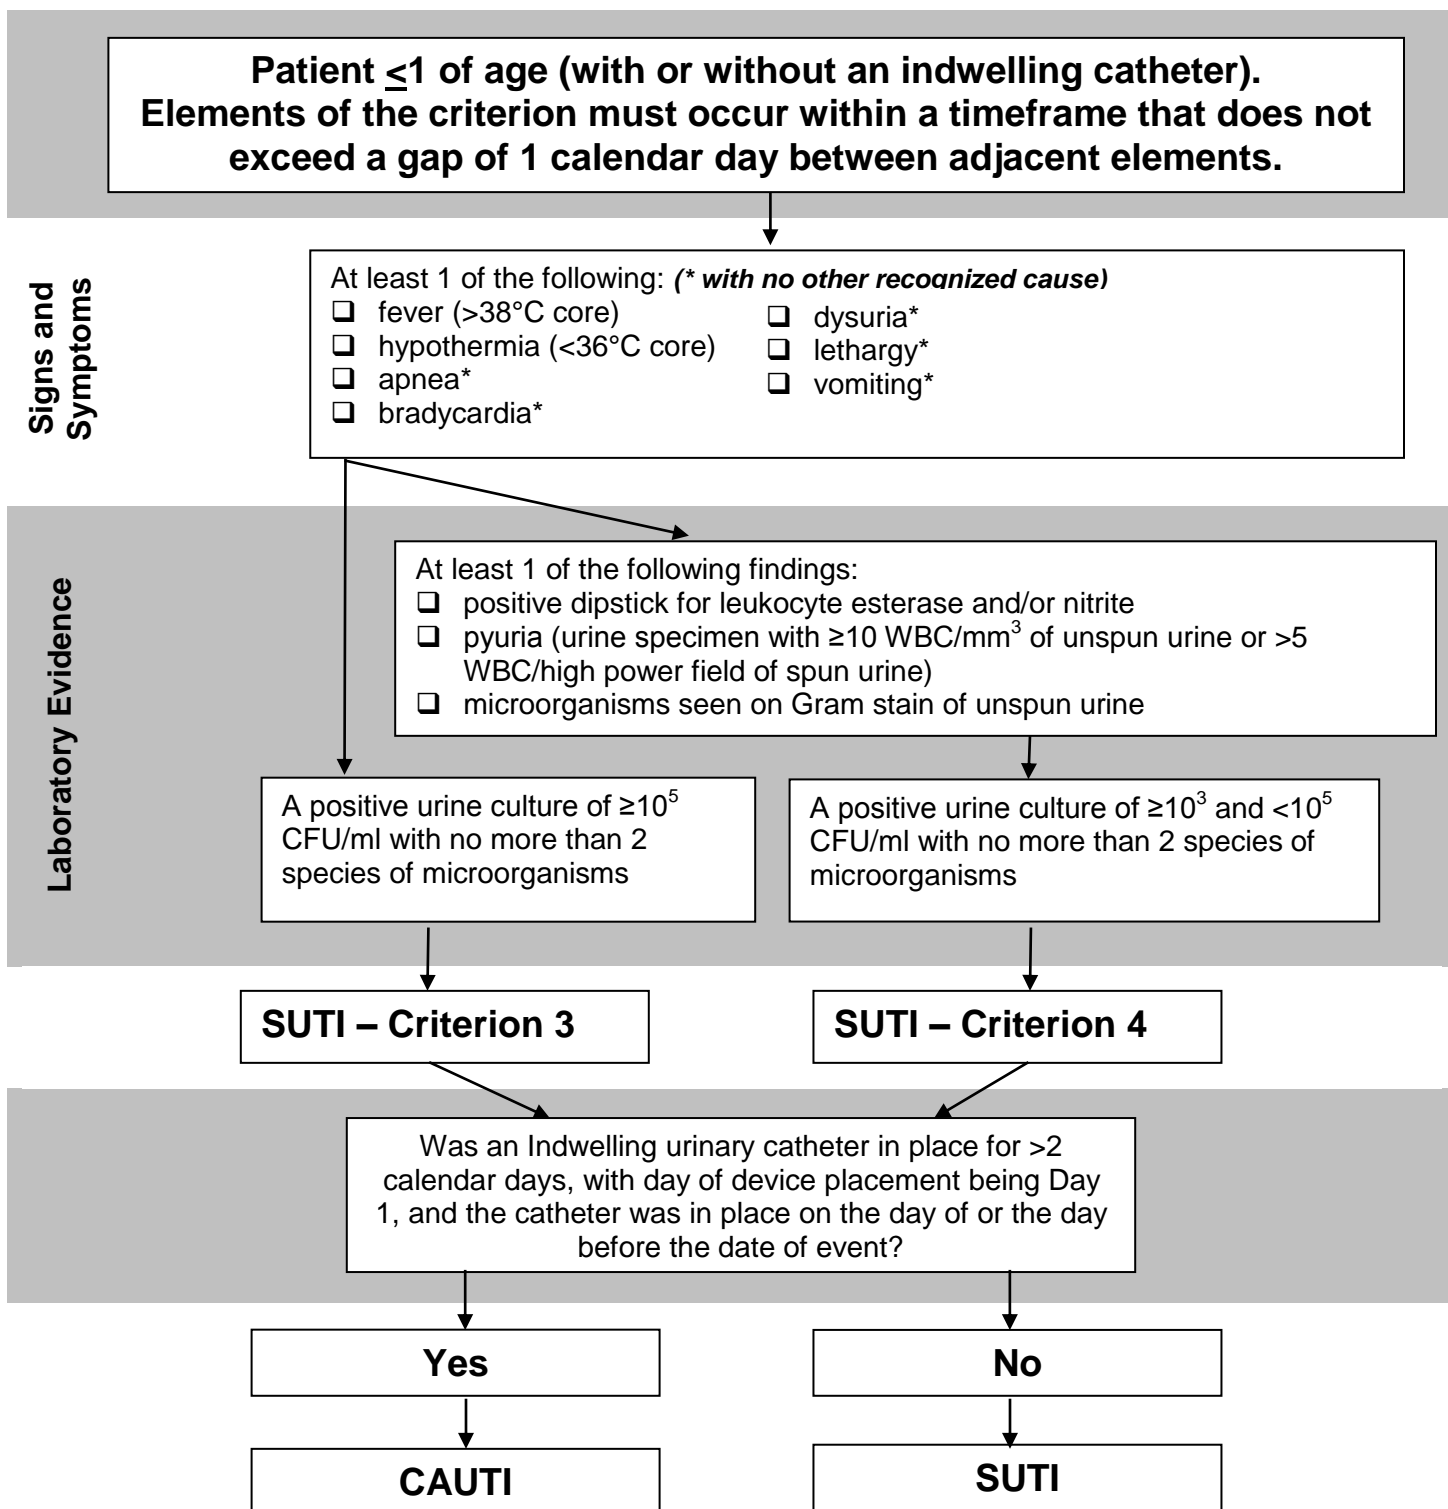 Patient ≤1 of age (with or without an indwelling catheter).
Elements of the criterion must occur within a timeframe that does not
exceed a gap of 1 calendar day between adjacent elements.
Signs and
Symptoms
At least 1 of the following: (* with no other recognized cause)
❑ fever (>38°C core)
❑ hypothermia (<36°C core)
❑ apnea*
❑ bradycardia*
❑ dysuria*
❑ lethargy*
❑ vomiting*
Laboratory Evidence
At least 1 of the following findings:
❑ positive dipstick for leukocyte esterase and/or nitrite
❑ pyuria (urine specimen with ≥10 WBC/mm³ of unspun urine or >5
WBC/high power field of spun urine)
❑ microorganisms seen on Gram stain of unspun urine
A positive urine culture of ≥10⁵
CFU/ml with no more than 2
species of microorganisms
A positive urine culture of ≥10³ and <10⁵
CFU/ml with no more than 2 species of
microorganisms
SUTI – Criterion 3
SUTI – Criterion 4
Was an Indwelling urinary catheter in place for >2
calendar days, with day of device placement being Day
1, and the catheter was in place on the day of or the day
before the date of event?
Yes
No
CAUTI
SUTI